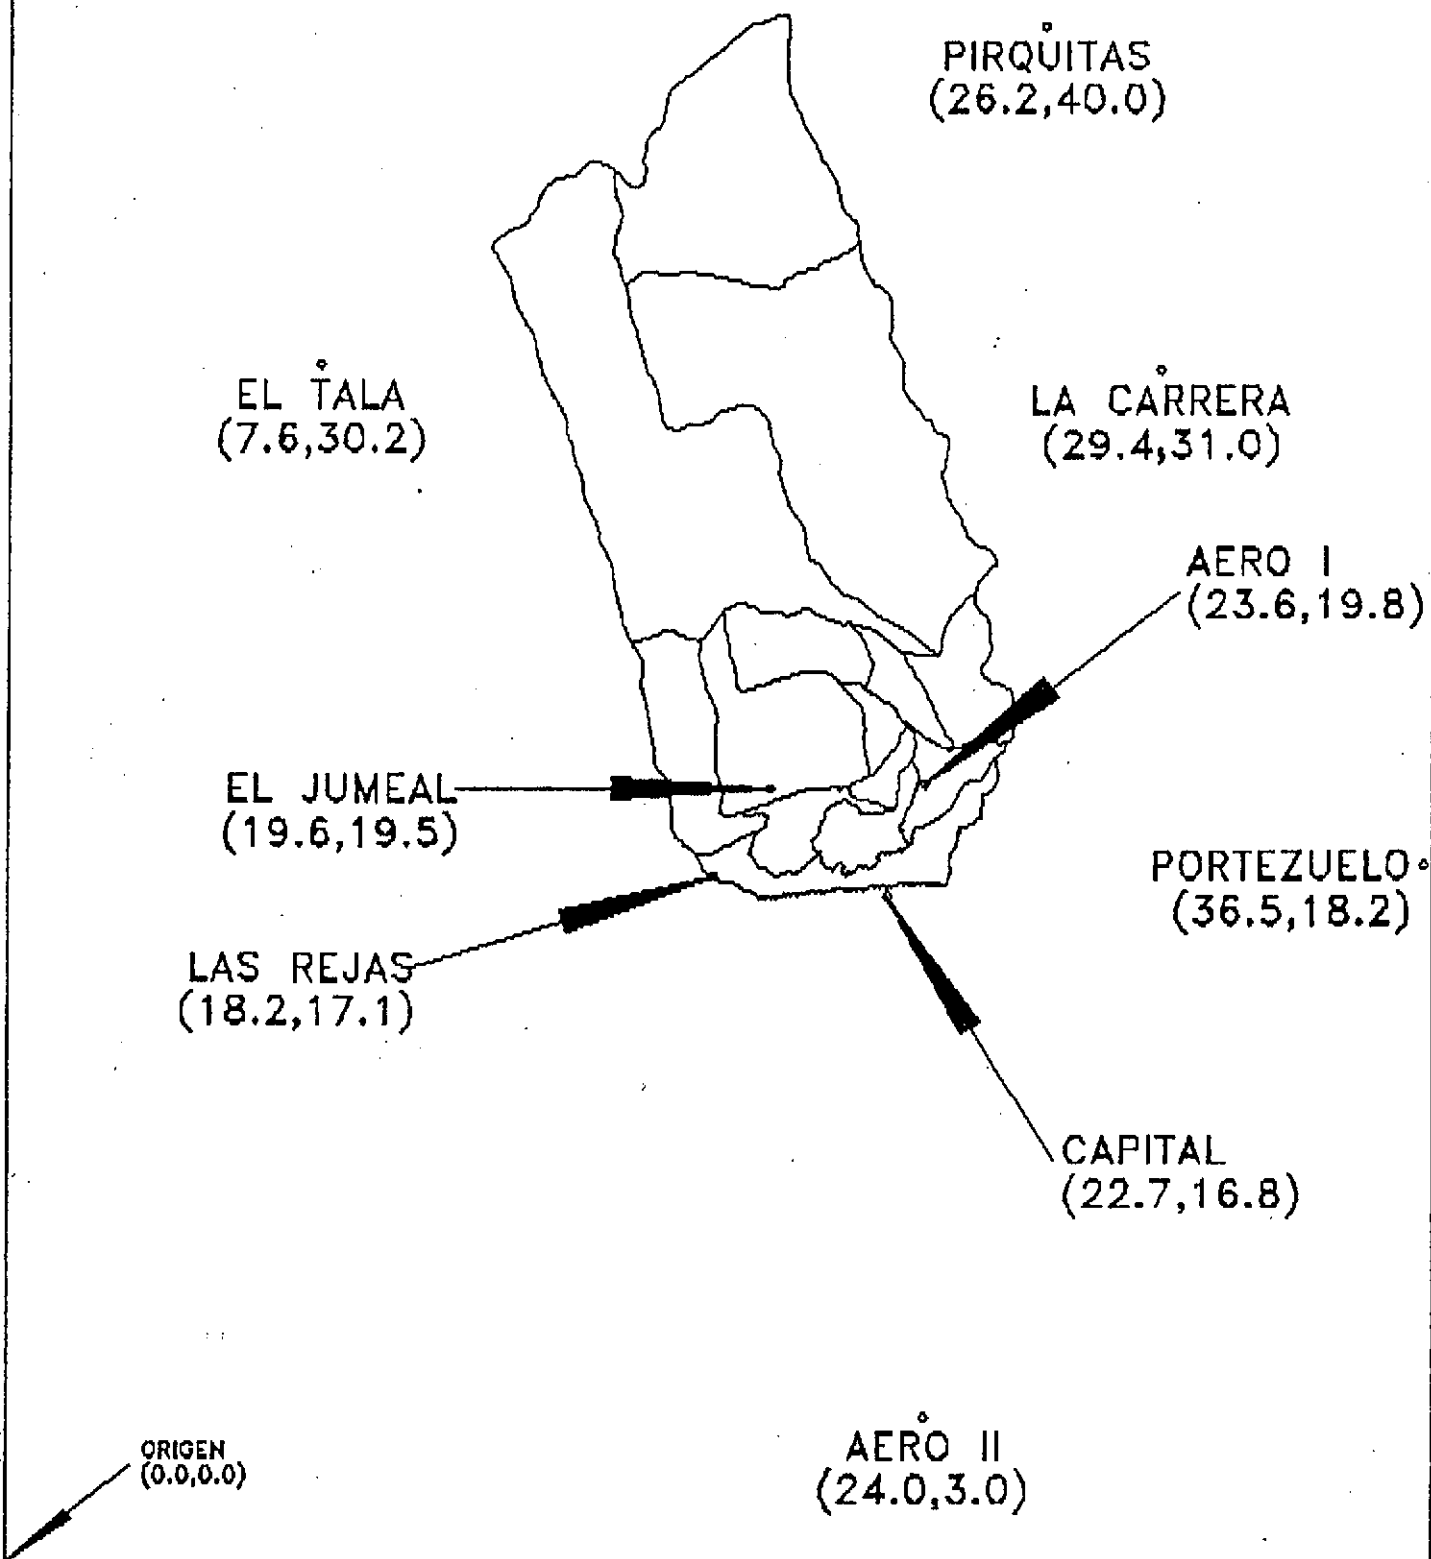 PIRQUITAS
(26.2,40.0)
EL TALA
(7.6,30.2)
LA CARRERA
(29.4,31.0)
AERO I
(23.6,19.8)
EL JUMEAL
(19.6,19.5)
PORTEZUELO
(36.5,18.2)
LAS REJAS
(18.2,17.1)
CAPITAL
(22.7,16.8)
ORIGEN
(0.0,0.0)
AERO II
(24.0,3.0)